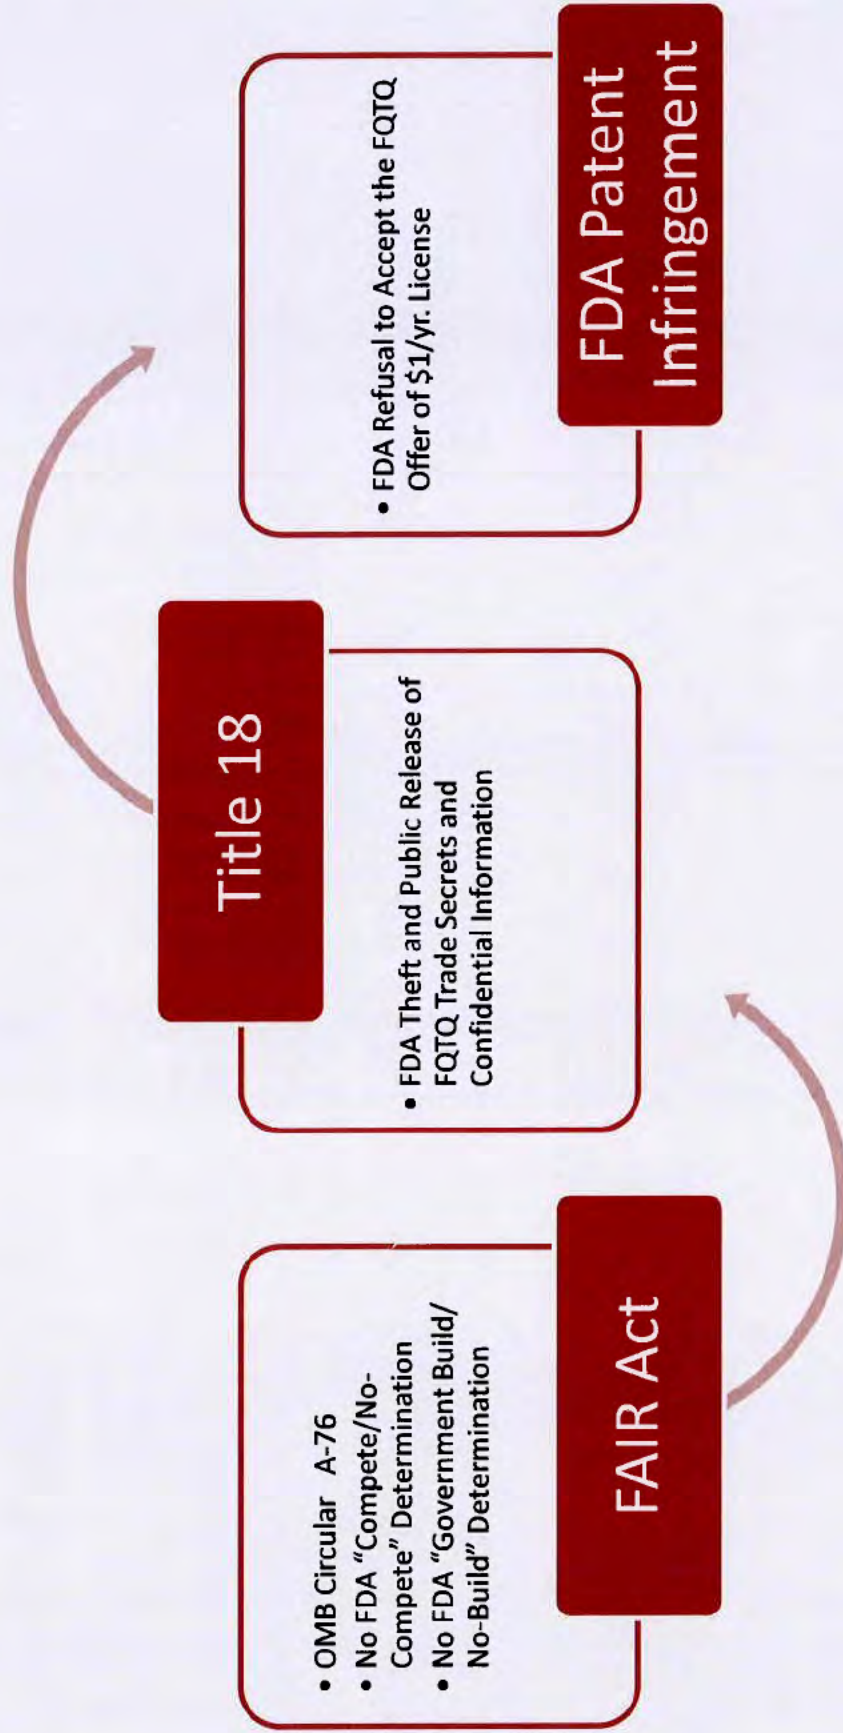 • OMB Circular A-76
• No FDA “Compete/No-
Compete” Determination
• No FDA “Government Build/
No-Build” Determination
FAIR Act
Title 18
• FDA Theft and Public Release of
FQTQ Trade Secrets and
Confidential Information
• FDA Refusal to Accept the FQTQ
Offer of $1/yr. License
FDA Patent
Infringement